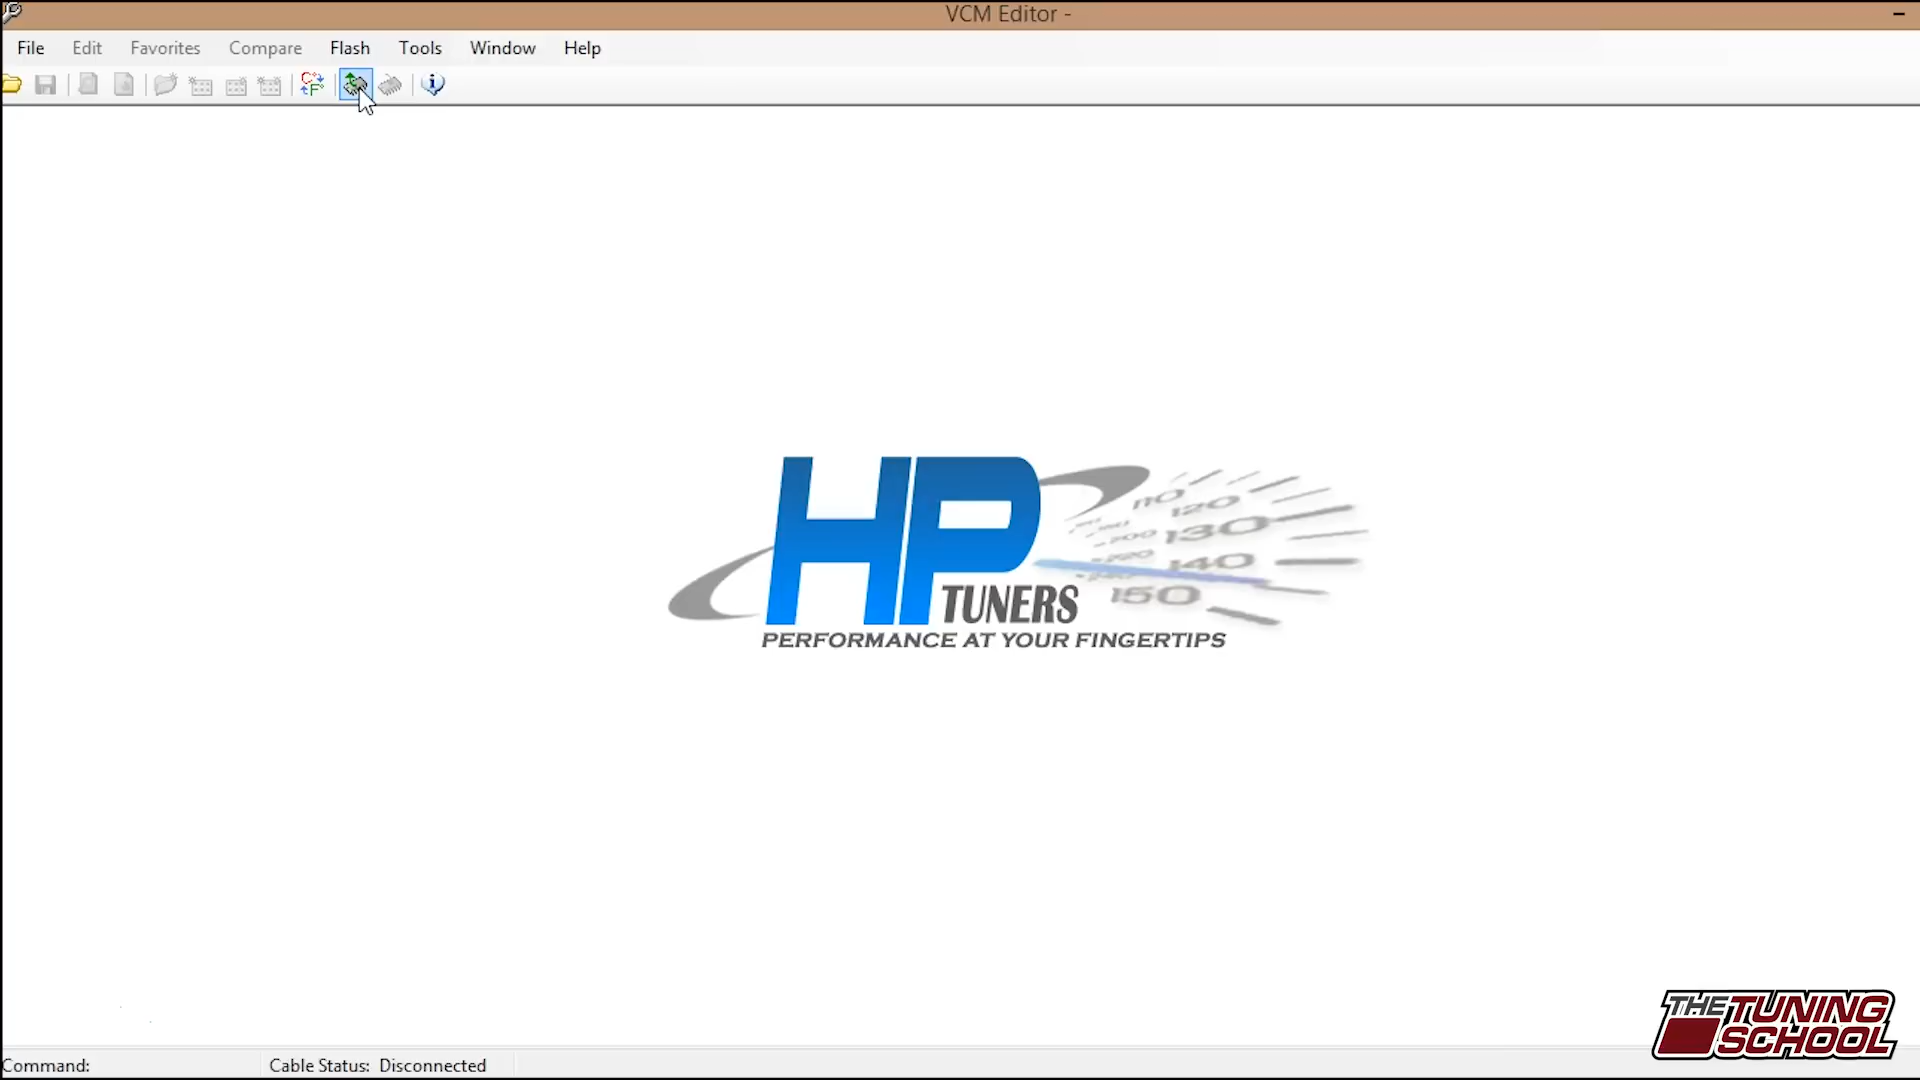 VCM Editor -
File Edit Favorites Compare Flash Tools Window Help
HP
TUNERS
PERFORMANCE AT YOUR FINGERTIPS
110
120
130
140
150
THE TUNING
SCHOOL
Command: Cable Status: Disconnected